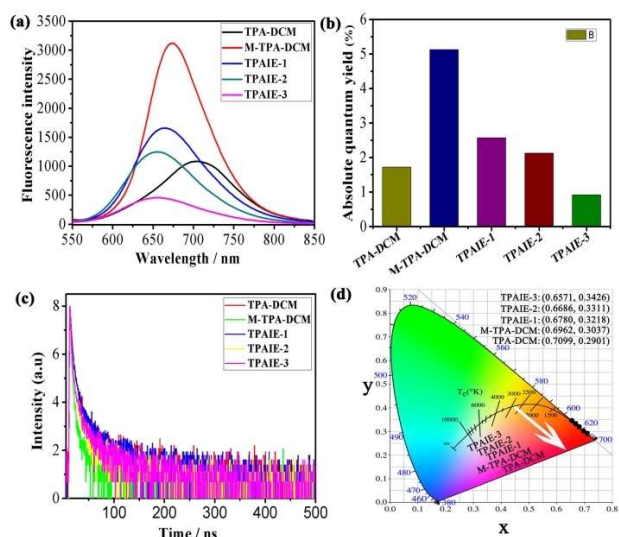 (a)
TPA-DCM
M-TPA-DCM
TPAIE-1
TPAIE-2
TPAIE-3
Fluorescence intensity
3500
3000
2500
2000
1500
1000
500
0
550 600 650 700 750 800 850
Wavelength / nm
(b)
B
Absolute quantum yield (%)
6
5
4
3
2
1
0
TPA-DCM
M-TPA-DCM
TPAIE-1
TPAIE-2
TPAIE-3
(c)
TPA-DCM
M-TPA-DCM
TPAIE-1
TPAIE-2
TPAIE-3
Intensity (a.u)
8
6
4
2
0
100 200 300 400 500
Time / ns
(d)
TPAIE-3: (0.6571, 0.3426)
TPAIE-2: (0.6686, 0.3311)
TPAIE-1: (0.6780, 0.3218)
M-TPA-DCM: (0.6962, 0.3037)
TPA-DCM: (0.7099, 0.2901)
y
0.9
0.8
0.7
0.6
0.5
0.4
0.3
0.2
0.1
0.0
520
540
560
500
580
600
620
700
490
480
470
460
380
Tc(°K)
10000
6000
4000
3000
2500
2000
1500
∞
TPAIE-3
TPAIE-2
TPAIE-1
M-TPA-DCM
TPA-DCM
0.0 0.1 0.2 0.3 0.4 0.5 0.6 0.7 0.8
x